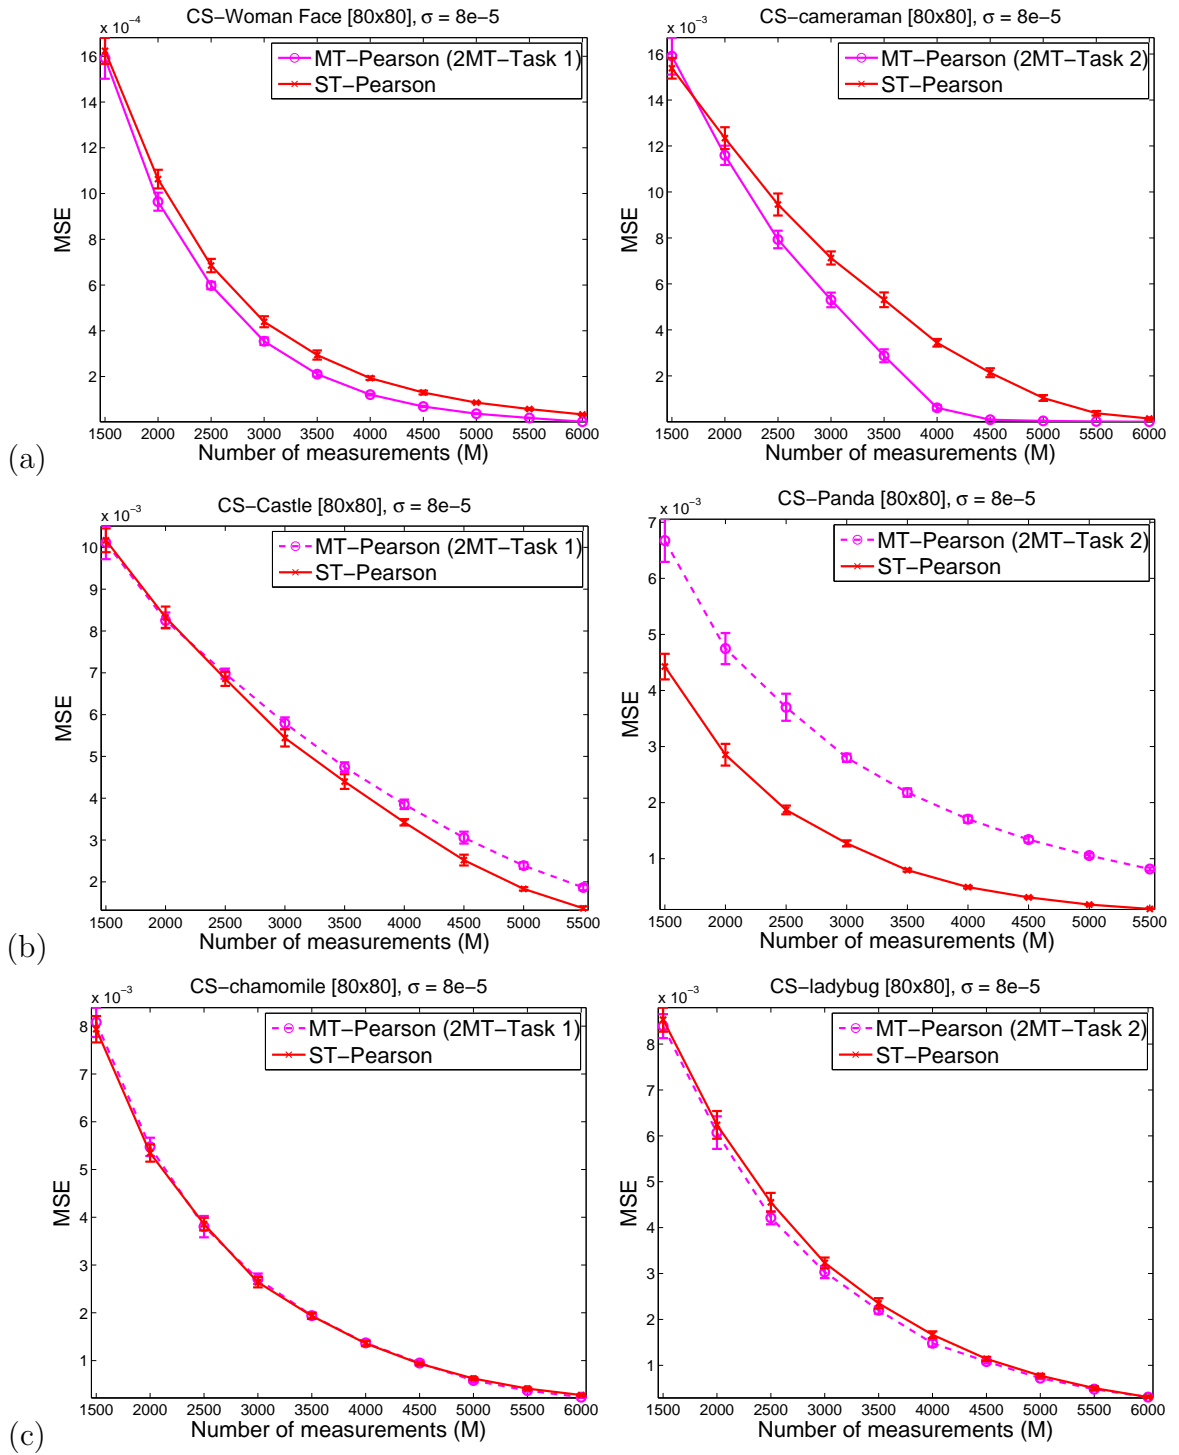 CS−Woman Face [80x80], σ = 8e−5
x 10⁻⁴
MT−Pearson (2MT−Task 1)
ST−Pearson
16
14
12
10
8
6
4
2
MSE
1500 2000 2500 3000 3500 4000 4500 5000 5500 6000
Number of measurements (M)
CS−cameraman [80x80], σ = 8e−5
x 10⁻³
MT−Pearson (2MT−Task 2)
ST−Pearson
16
14
12
10
8
6
4
2
MSE
1500 2000 2500 3000 3500 4000 4500 5000 5500 6000
Number of measurements (M)
(a)
CS−Castle [80x80], σ = 8e−5
x 10⁻³
MT−Pearson (2MT−Task 1)
ST−Pearson
10
9
8
7
6
5
4
3
2
MSE
1500 2000 2500 3000 3500 4000 4500 5000 5500
Number of measurements (M)
CS−Panda [80x80], σ = 8e−5
x 10⁻³
MT−Pearson (2MT−Task 2)
ST−Pearson
7
6
5
4
3
2
1
MSE
1500 2000 2500 3000 3500 4000 4500 5000 5500
Number of measurements (M)
(b)
CS−chamomile [80x80], σ = 8e−5
x 10⁻³
MT−Pearson (2MT−Task 1)
ST−Pearson
8
7
6
5
4
3
2
1
MSE
1500 2000 2500 3000 3500 4000 4500 5000 5500 6000
Number of measurements (M)
CS−ladybug [80x80], σ = 8e−5
x 10⁻³
MT−Pearson (2MT−Task 2)
ST−Pearson
8
7
6
5
4
3
2
1
MSE
1500 2000 2500 3000 3500 4000 4500 5000 5500 6000
Number of measurements (M)
(c)